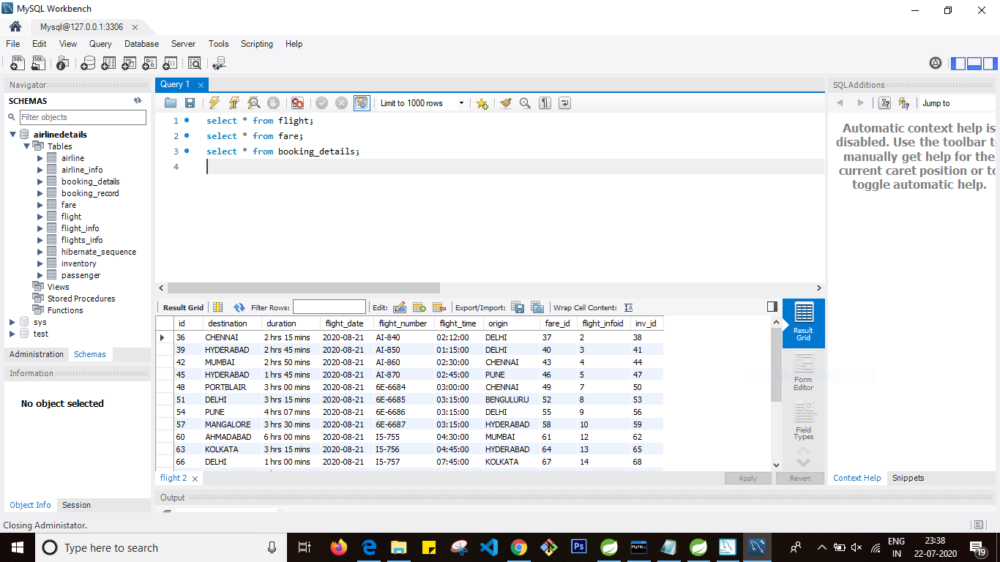 MySQL Workbench
Mysql@127.0.0.1:3306
File Edit View Query Database Server Tools Scripting Help
Navigator
SCHEMAS
Filter objects
airlinedetails
Tables
airline
airline_info
booking_details
booking_record
fare
flight
flight_info
flights_info
hibernate_sequence
inventory
passenger
Views
Stored Procedures
Functions
sys
test
Administration Schemas
Information
No object selected
Object Info Session
Query 1
Limit to 1000 rows
1 select * from flight;
2 select * from fare;
3 select * from booking_details;
4
Result Grid Filter Rows: Edit: Export/Import: Wrap Cell Content:
id destination duration flight_date flight_number flight_time origin fare_id flight_infoid inv_id
36 CHENNAI 2 hrs 15 mins 2020-08-21 AI-840 02:12:00 DELHI 37 2 38
39 HYDERABAD 2 hrs 45 mins 2020-08-21 AI-850 01:15:00 DELHI 40 3 41
42 MUMBAI 2 hrs 50 mins 2020-08-21 AI-860 02:30:00 CHENNAI 43 4 44
45 HYDERABAD 1 hrs 45 mins 2020-08-21 AI-870 02:45:00 PUNE 46 5 47
48 PORTBLAIR 3 hrs 00 mins 2020-08-21 6E-6684 03:00:00 CHENNAI 49 7 50
51 DELHI 3 hrs 15 mins 2020-08-21 6E-6685 03:15:00 BENGULURU 52 8 53
54 PUNE 4 hrs 07 mins 2020-08-21 6E-6686 03:15:00 DELHI 55 9 56
57 MANGALORE 3 hrs 30 mins 2020-08-21 6E-6687 03:15:00 HYDERABAD 58 10 59
60 AHMADABAD 6 hrs 00 mins 2020-08-21 I5-755 04:30:00 MUMBAI 61 12 62
63 KOLKATA 3 hrs 15 mins 2020-08-21 I5-756 04:45:00 HYDERABAD 64 13 65
66 DELHI 1 hrs 00 mins 2020-08-21 I5-757 07:45:00 KOLKATA 67 14 68
Result
Grid
Form
Editor
Field
Types
flight 2
Apply Revert
Output
SQLAdditions
Jump to
Automatic context help is
disabled. Use the toolbar t
manually get help for the
current caret position or to
toggle automatic help.
Context Help Snippets
Closing Administator.
Type here to search
Ps
MySQL
ENG
IN
23:38
22-07-2020
19